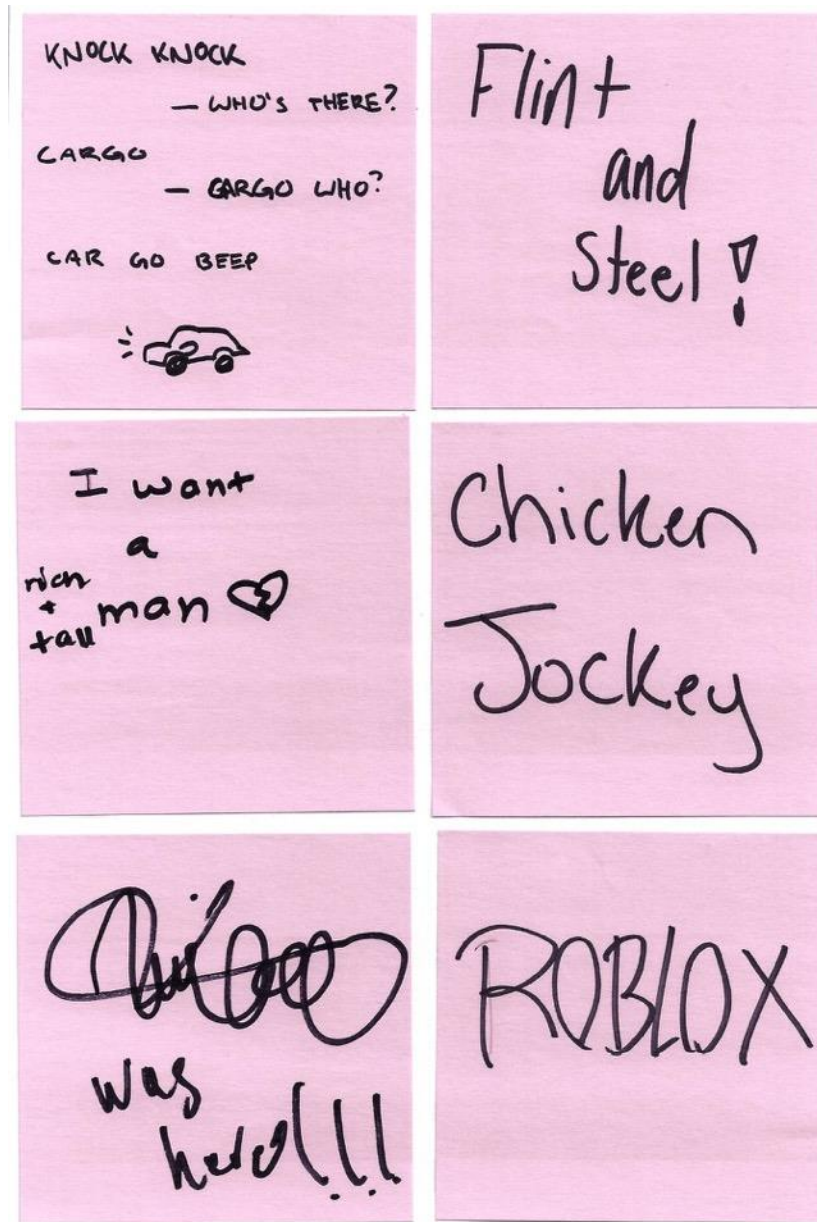 KNOCK KNOCK
— WHO'S THERE?
CARGO
— CARGO WHO?
CAR GO BEEP
Flint
and
Steel!
I want
a
rich
+
tall
man
Chicken
Jockey
was
here!!!
ROBLOX